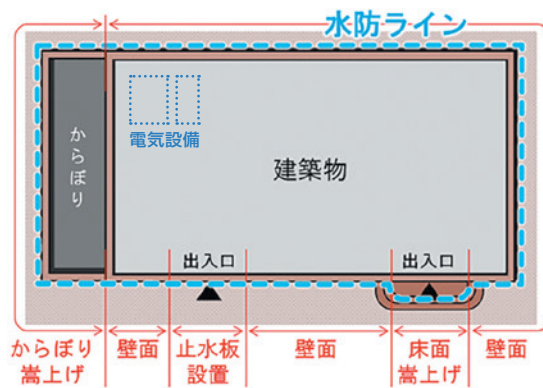 水防ライン
からぼり
電気設備
建築物
出入口
出入口
からぼり
嵩上げ
壁面
止水板
設置
壁面
床面
嵩上げ
壁面